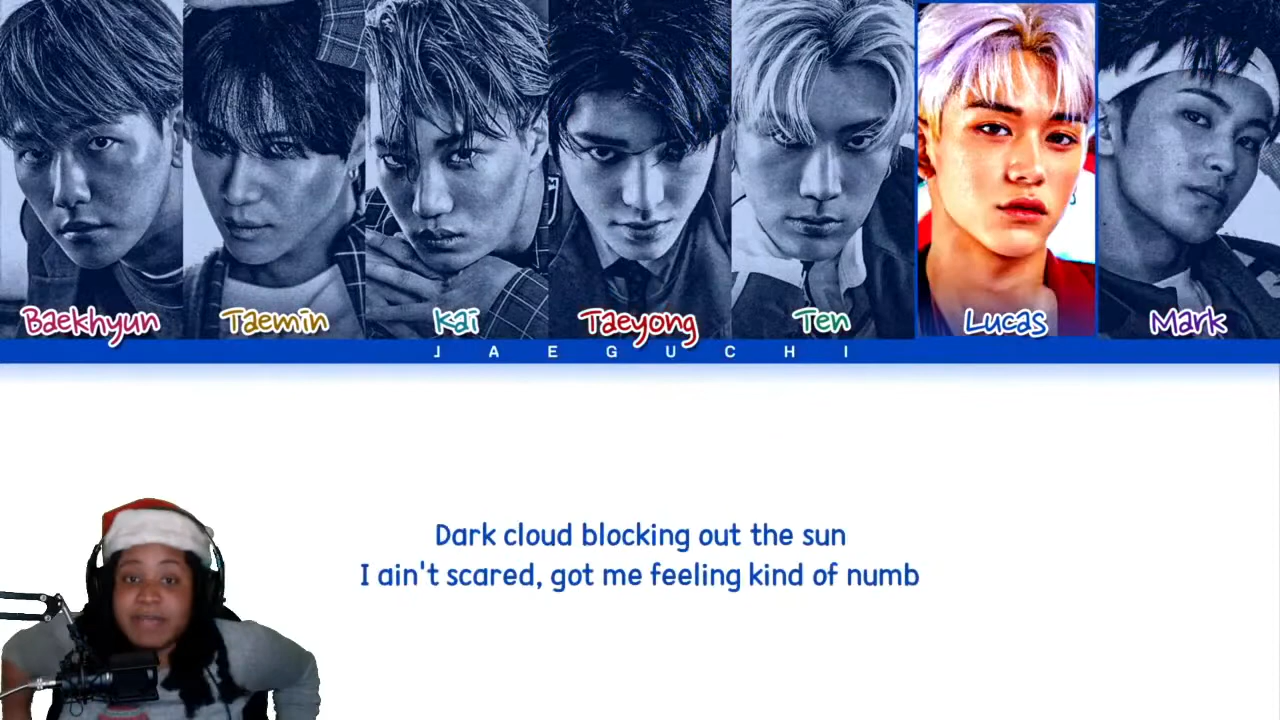 Baekhyun Taemin Kai Taeyong Ten Lucas Mark
JAEGUCHI
Dark cloud blocking out the sun
I ain't scared, got me feeling kind of numb